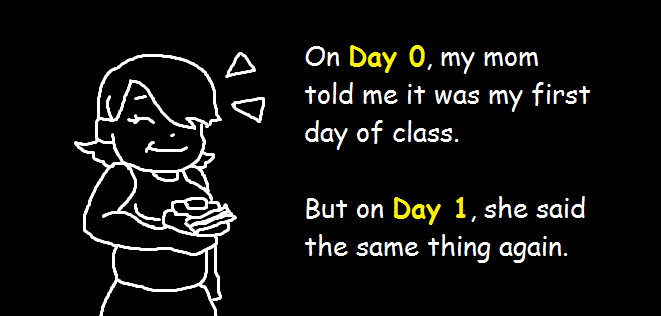 On Day 0, my mom
told me it was my first
day of class.
But on Day 1, she said
the same thing again.